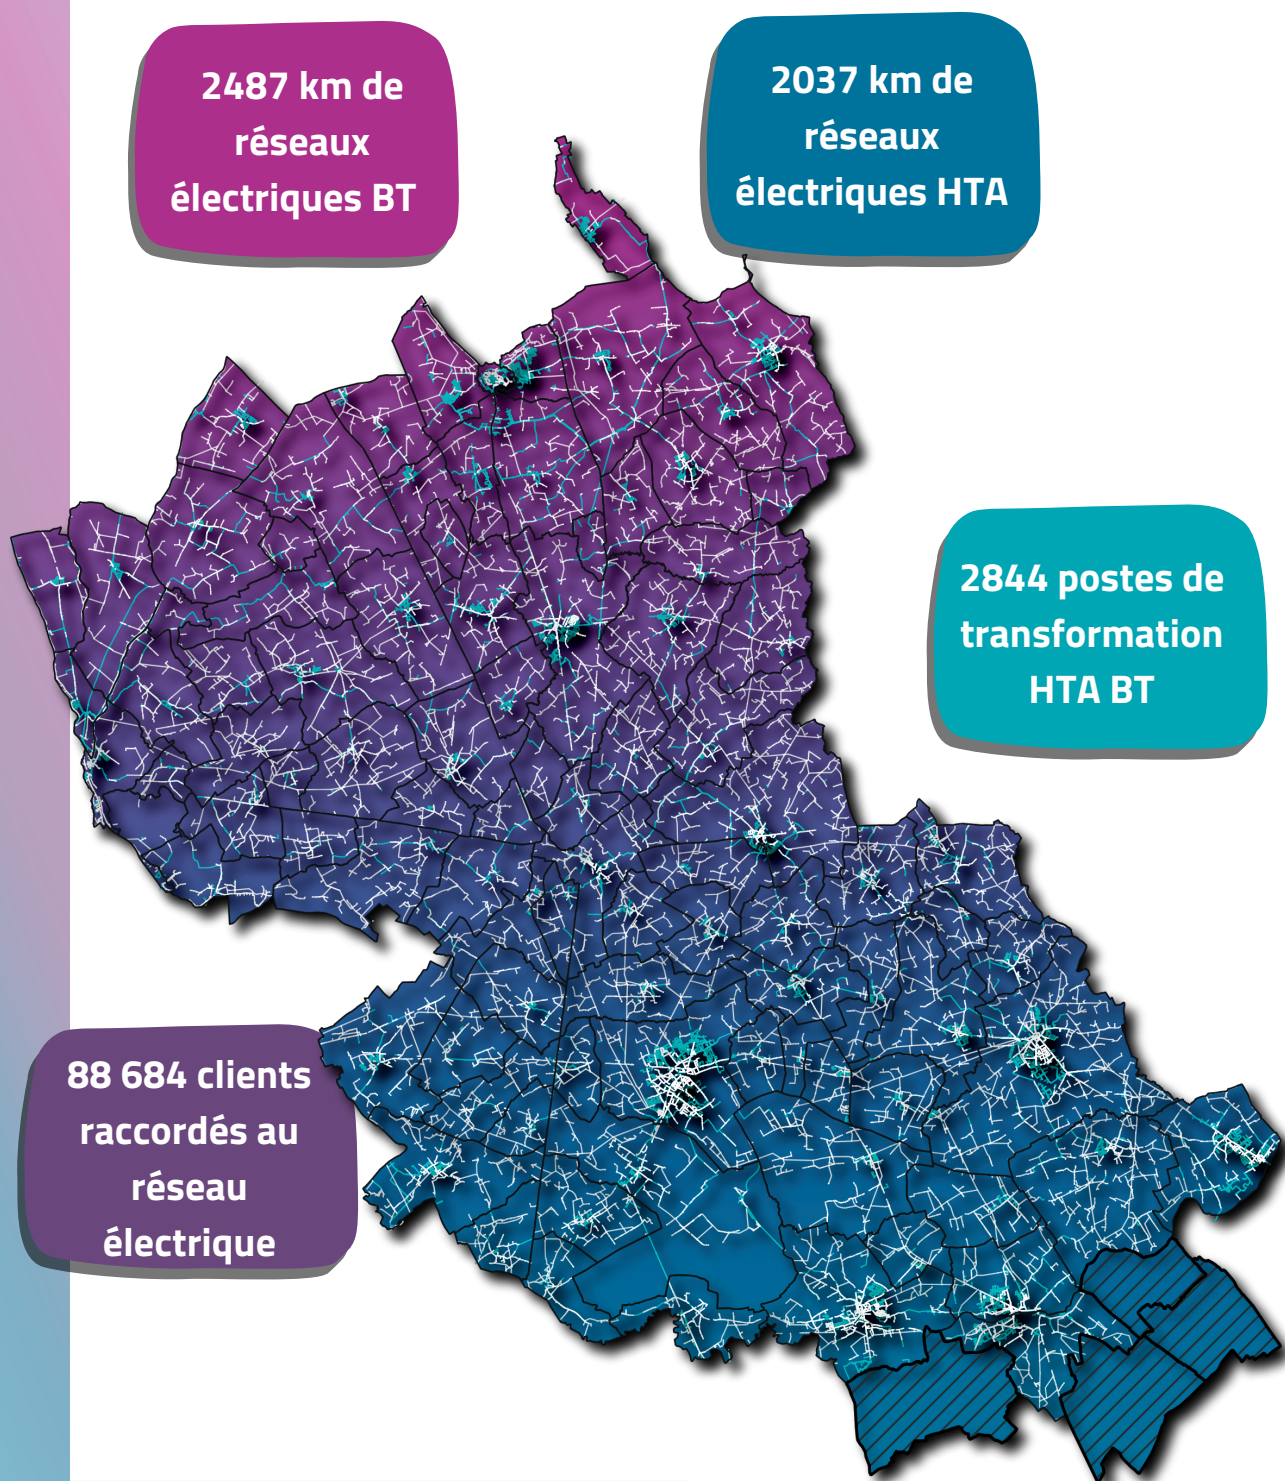 2487 km de
réseaux
électriques BT
2037 km de
réseaux
électriques HTA
2844 postes de
transformation
HTA BT
88 684 clients
raccordés au
réseau
électrique